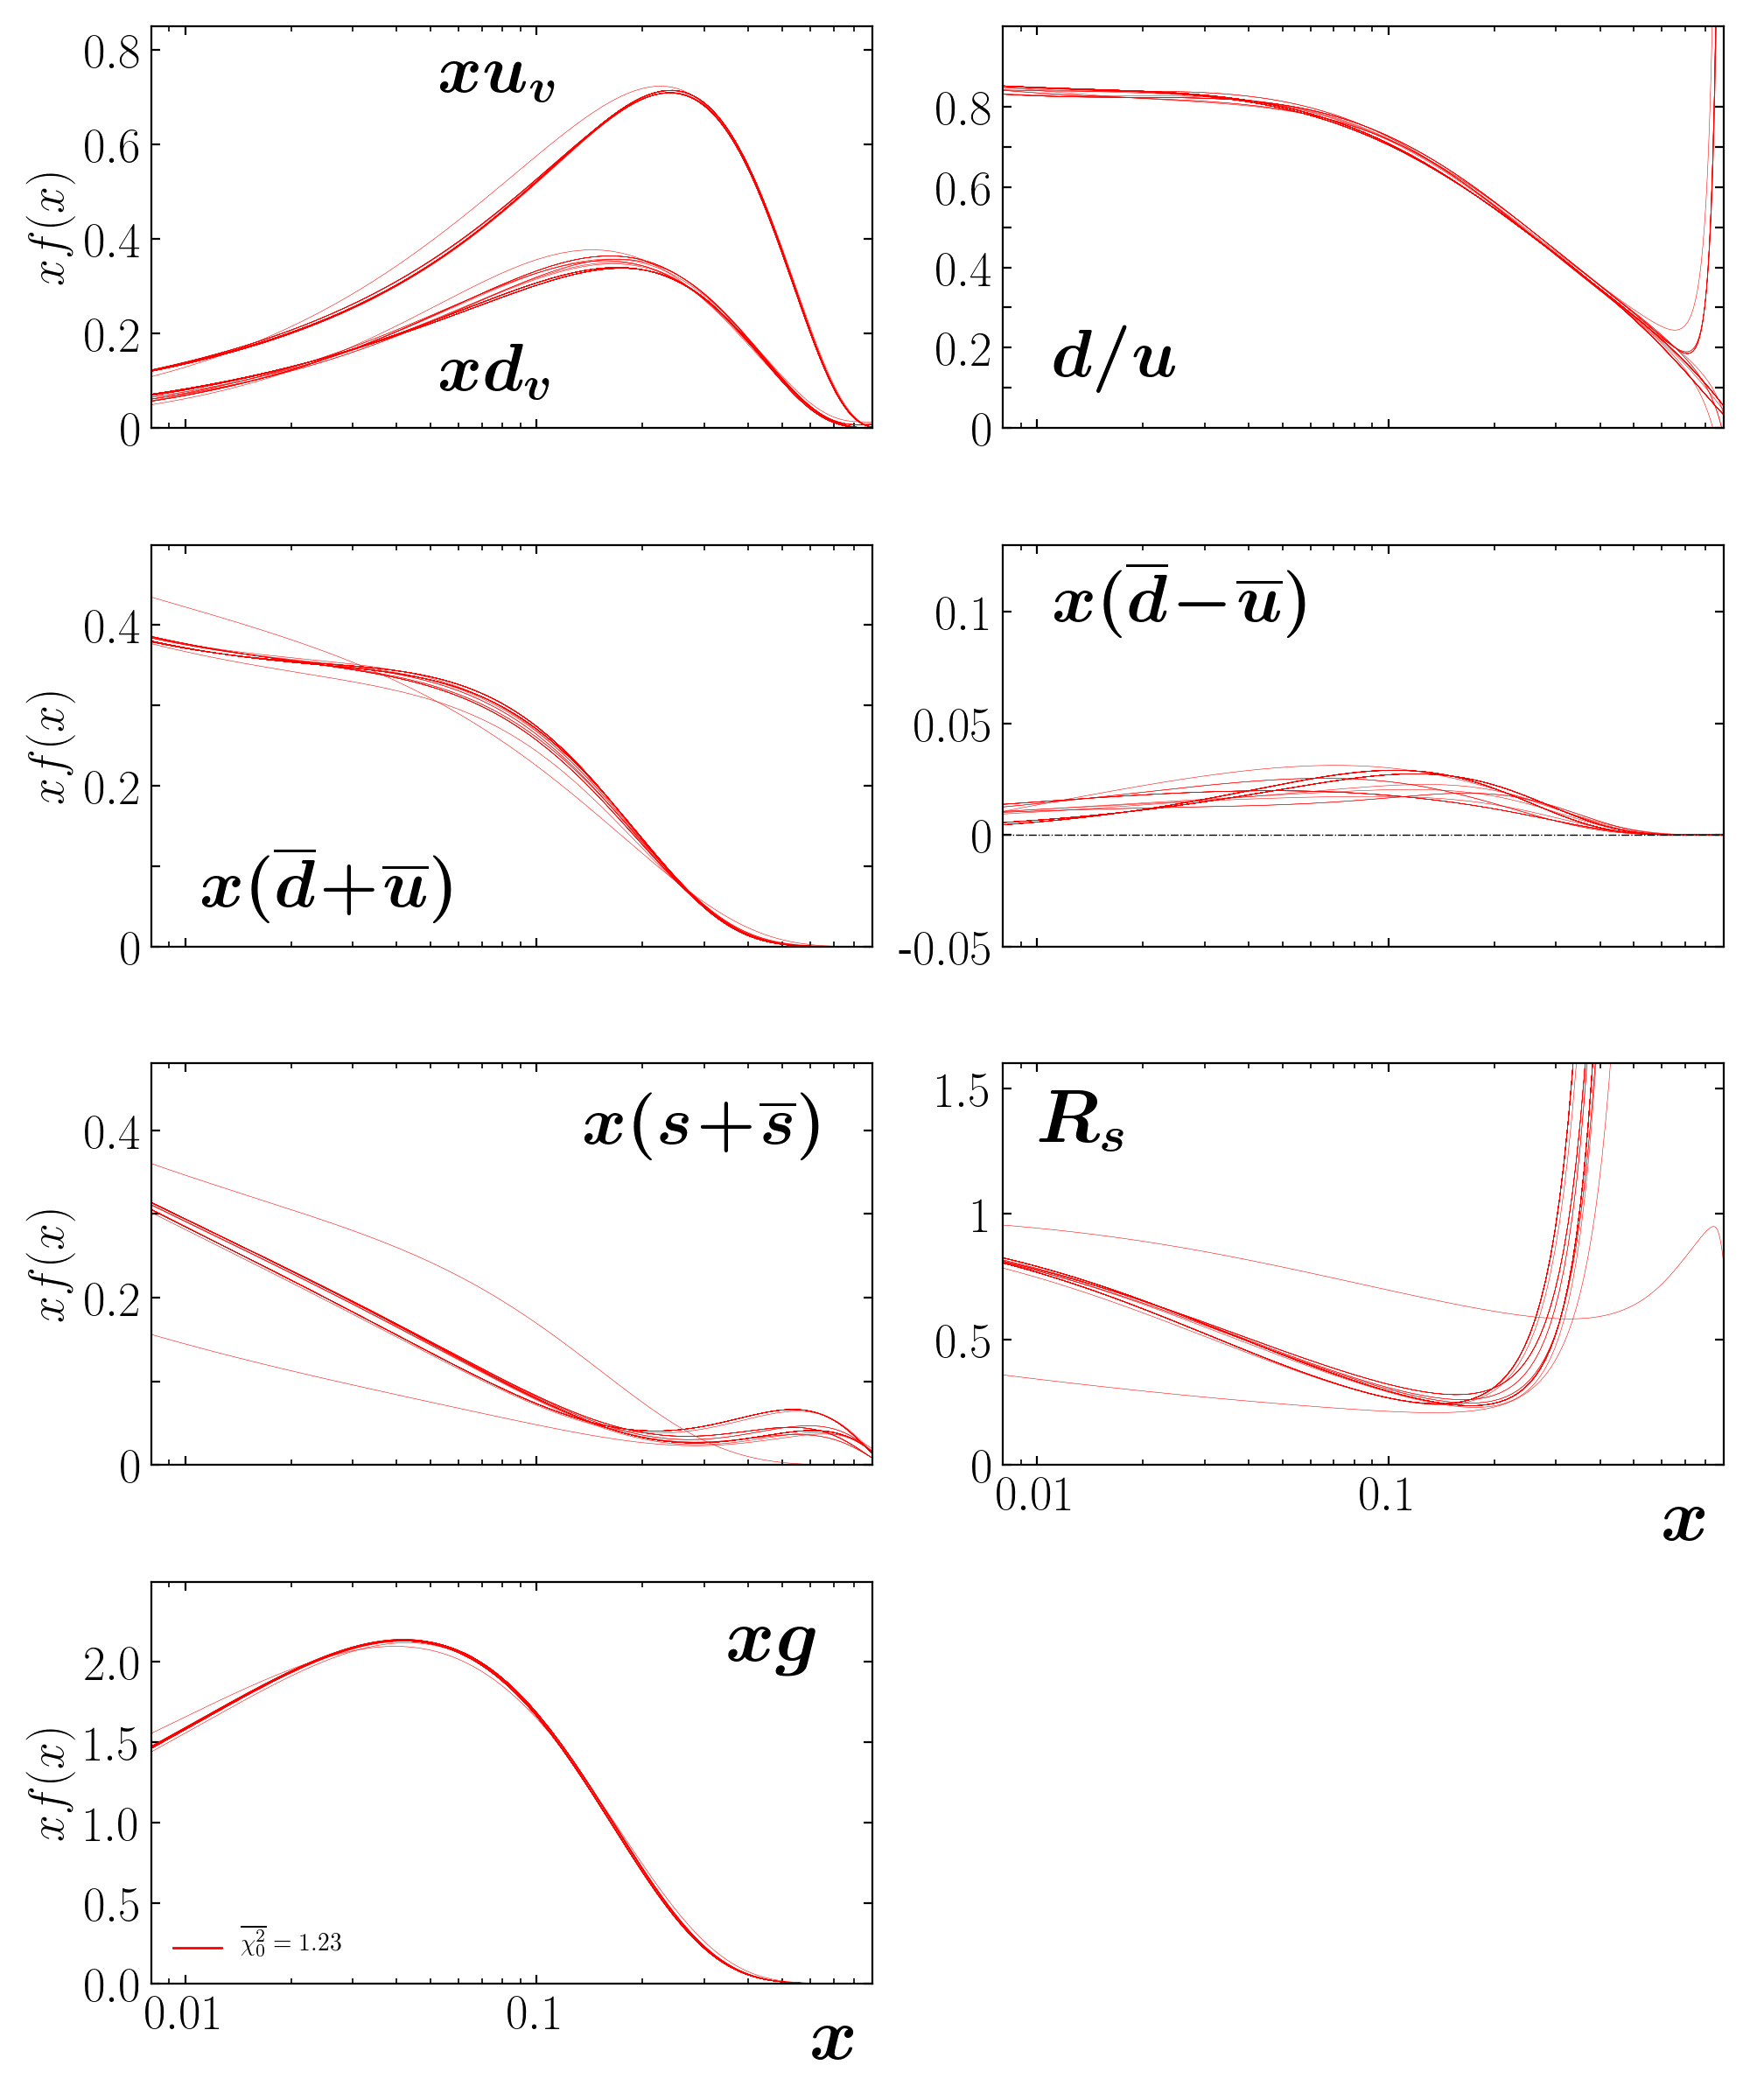 0.8
0.6
0.4
0.2
0
xf(x)
xu_v
xd_v
0.8
0.6
0.4
0.2
0
d/u
0.4
0.2
0
xf(x)
x(d̅+u̅)
0.1
0.05
0
-0.05
x(d̅−u̅)
0.4
0.2
0
xf(x)
x(s+s̅)
1.5
1
0.5
0
R_s
0.01 0.1
x
2.0
1.5
1.0
0.5
0.0
xf(x)
xg
χ̅₀² = 1.23
0.01 0.1
x